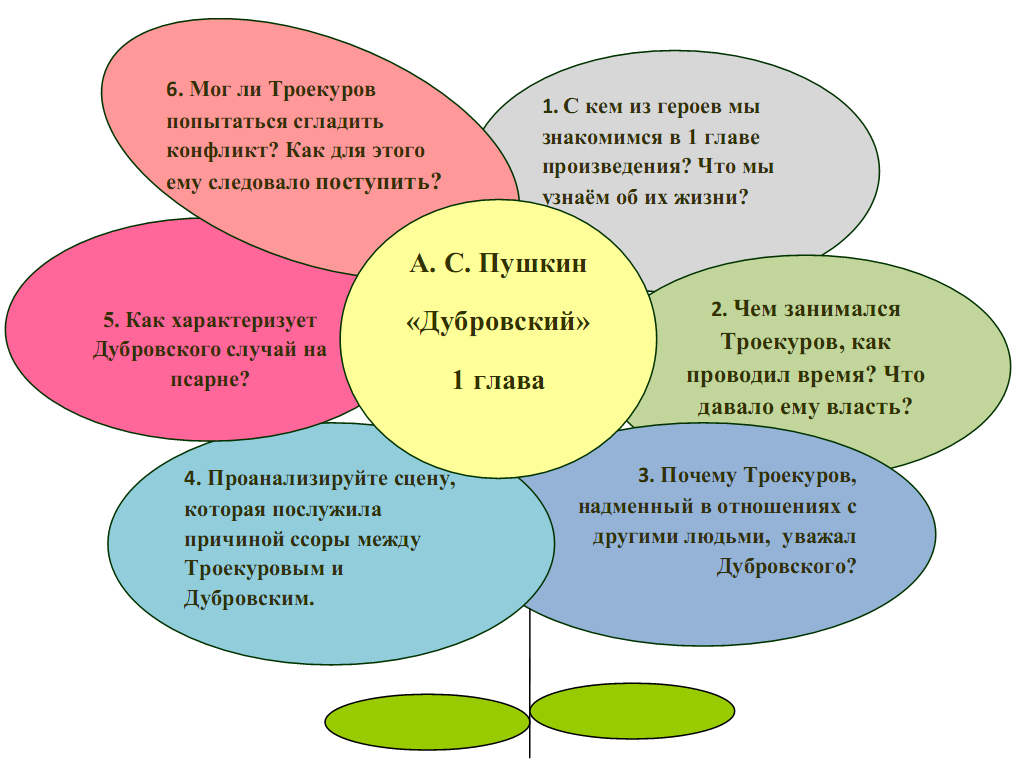 А. С. Пушкин
«Дубровский»
1 глава
1. С кем из героев мы
знакомимся в 1 главе
произведения? Что мы
узнаём об их жизни?
2. Чем занимался
Троекуров, как
проводил время? Что
давало ему власть?
3. Почему Троекуров,
надменный в отношениях с
другими людьми, уважал
Дубровского?
4. Проанализируйте сцену,
которая послужила
причиной ссоры между
Троекуровым и
Дубровским.
5. Как характеризует
Дубровского случай на
псарне?
6. Мог ли Троекуров
попытаться сгладить
конфликт? Как для этого
ему следовало поступить?